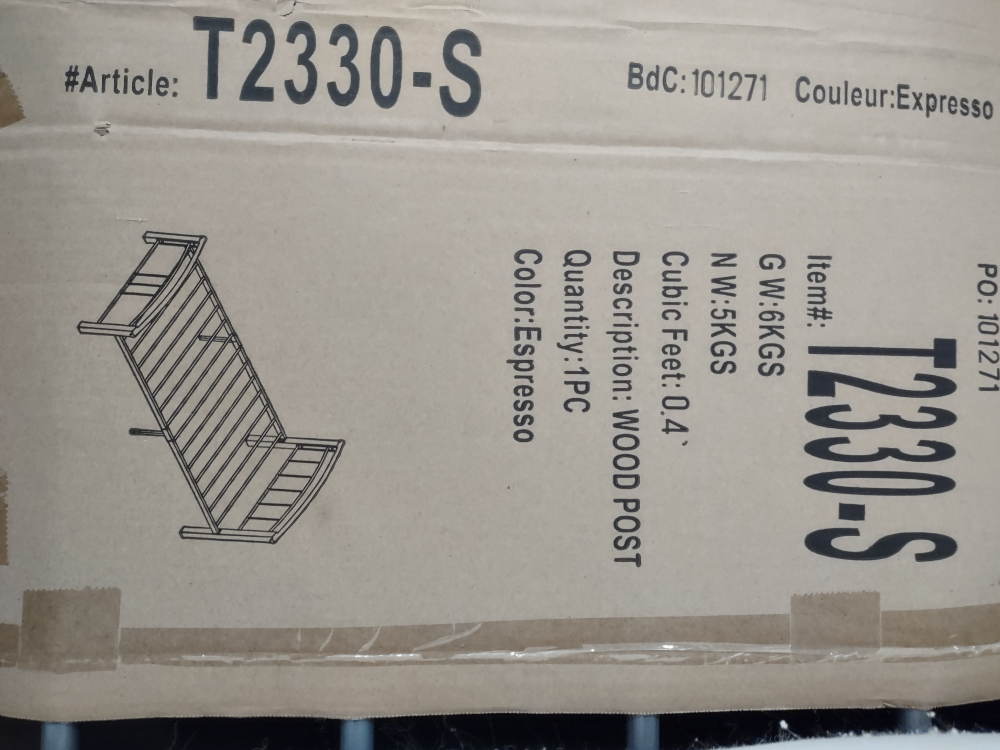 #Article: T2330-S
BdC:101271 Couleur:Expresso
PO: 101271
Item#: T2330-S
G W:6KGS
N W:5KGS
Cubic Feet: 0.4`
Description: WOOD POST
Quantity:1PC
Color:Espresso